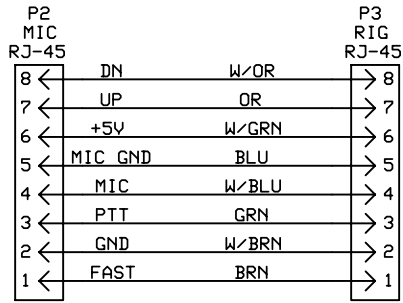 P2 P3
MIC RIG
RJ-45 RJ-45
8 DN W/OR 8
7 UP OR 7
6 +5V W/GRN 6
5 MIC GND BLU 5
4 MIC W/BLU 4
3 PTT GRN 3
2 GND W/BRN 2
1 FAST BRN 1